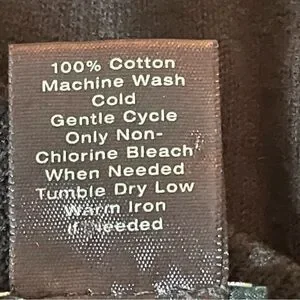 100% Cotton
Machine Wash
Cold
Gentle Cycle
Only Non-
Chlorine Bleach
When Needed
Tumble Dry Low
Warm Iron
If Needed